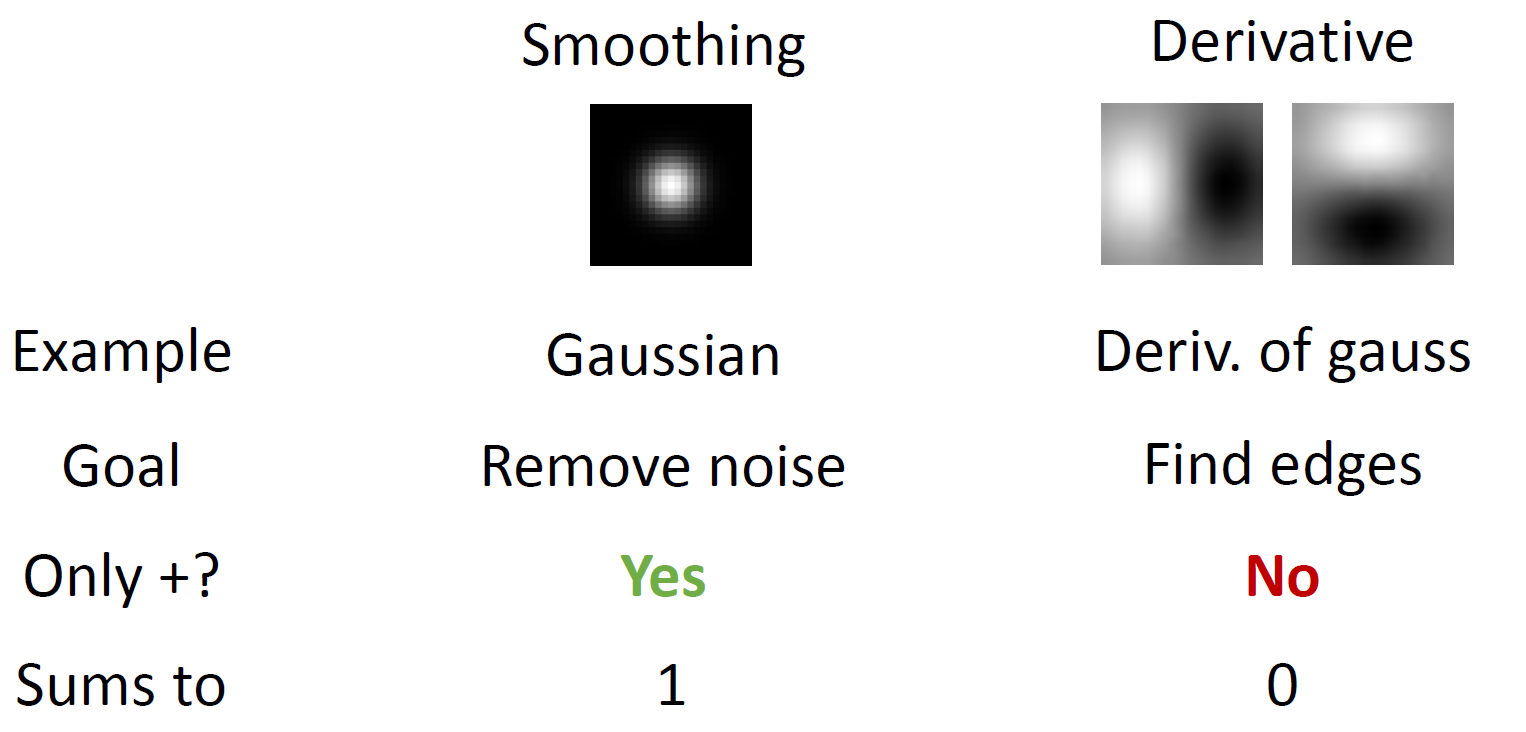 Smoothing Derivative
Example Gaussian Deriv. of gauss
Goal Remove noise Find edges
Only +? Yes No
Sums to 1 0